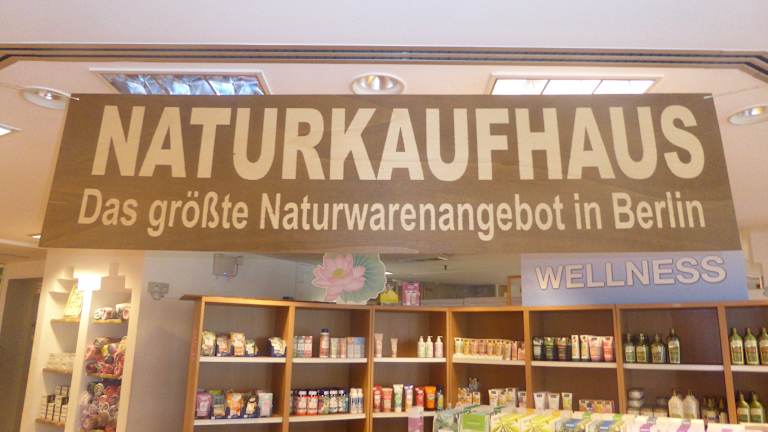 NATURKAUFHAUS
Das größte Naturwarenangebot in Berlin
WELLNESS